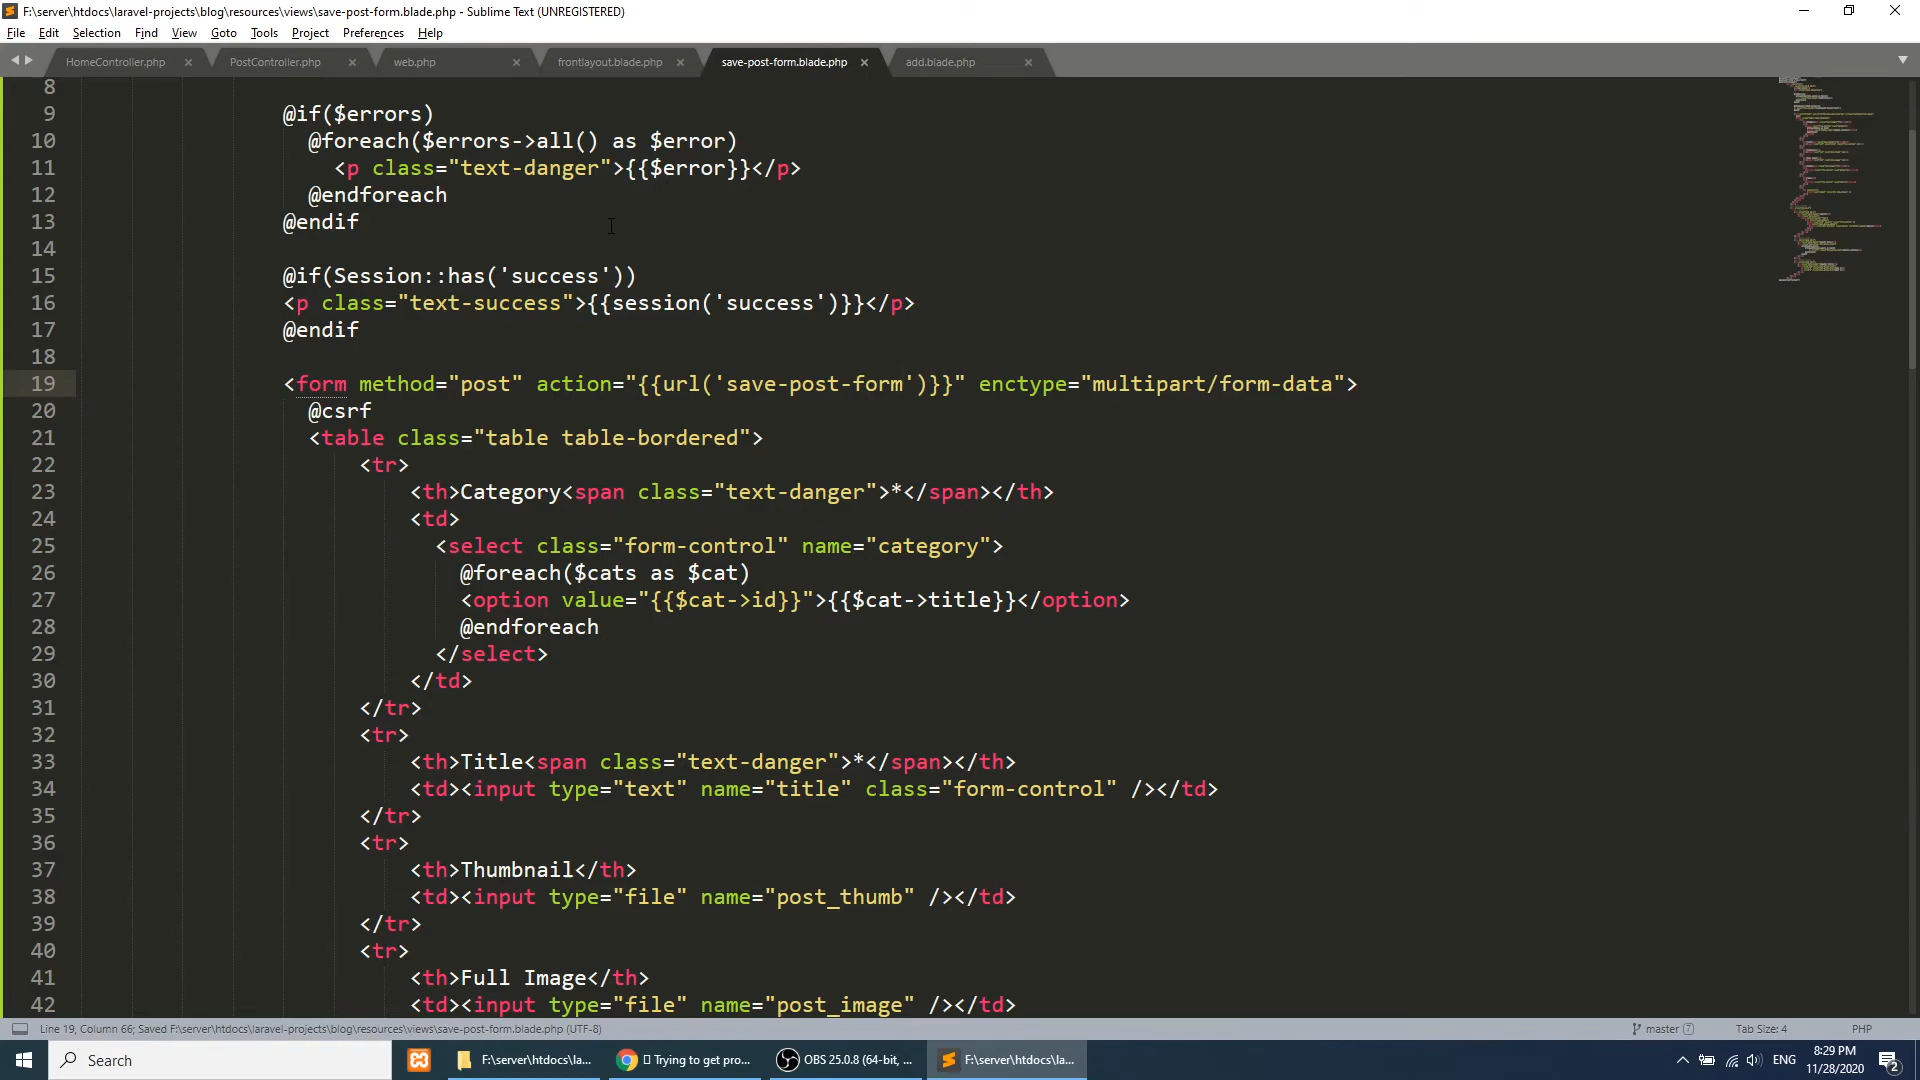 F:\server\htdocs\laravel-projects\blog\resources\views\save-post-form.blade.php - Sublime Text (UNREGISTERED)
File Edit Selection Find View Goto Tools Project Preferences Help
HomeController.php PostController.php web.php frontlayout.blade.php save-post-form.blade.php add.blade.php
8
9 @if($errors)
10 @foreach($errors->all() as $error)
11 <p class="text-danger">{{$error}}</p>
12 @endforeach
13 @endif
14
15 @if(Session::has('success'))
16 <p class="text-success">{{session('success')}}</p>
17 @endif
18
19 <form method="post" action="{{url('save-post-form')}}" enctype="multipart/form-data">
20 @csrf
21 <table class="table table-bordered">
22 <tr>
23 <th>Category<span class="text-danger">*</span></th>
24 <td>
25 <select class="form-control" name="category">
26 @foreach($cats as $cat)
27 <option value="{{$cat->id}}">{{$cat->title}}</option>
28 @endforeach
29 </select>
30 </td>
31 </tr>
32 <tr>
33 <th>Title<span class="text-danger">*</span></th>
34 <td><input type="text" name="title" class="form-control" /></td>
35 </tr>
36 <tr>
37 <th>Thumbnail</th>
38 <td><input type="file" name="post_thumb" /></td>
39 </tr>
40 <tr>
41 <th>Full Image</th>
42 <td><input type="file" name="post_image" /></td>
Line 19, Column 66; Saved F:\server\htdocs\laravel-projects\blog\resources\views\save-post-form.blade.php (UTF-8) master 7 Tab Size: 4 PHP
Search F:\server\htdocs\la... Trying to get pro... OBS 25.0.8 (64-bit, ... F:\server\htdocs\la... ENG 8:29 PM
11/28/2020 2